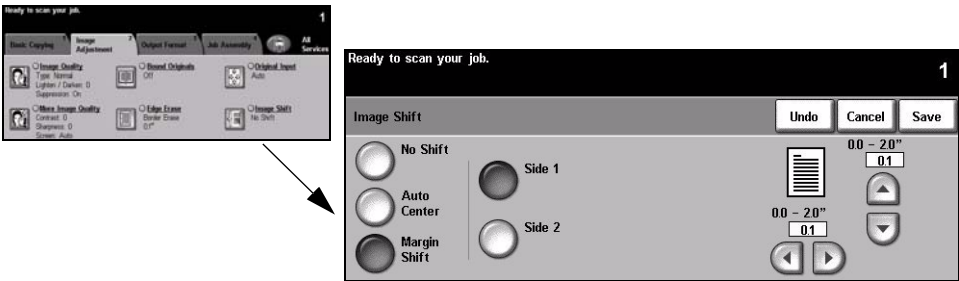 Ready to scan your job.
1
Basic Copying 1
Image Adjustment 2
Output Format 3
Job Assembly 4
All Services
Image Quality
Type: Normal
Lighten / Darken: 0
Suppression: On
Bound Originals
Off
Original Input
Auto
More Image Quality
Contrast: 0
Sharpness: 0
Screen: Auto
Edge Erase
Border Erase
0.1"
Image Shift
No Shift
Ready to scan your job.
1
Image Shift
Undo
Cancel
Save
No Shift
Auto
Center
Margin
Shift
Side 1
Side 2
0.0 – 2.0"
0.1
0.0 – 2.0"
0.1